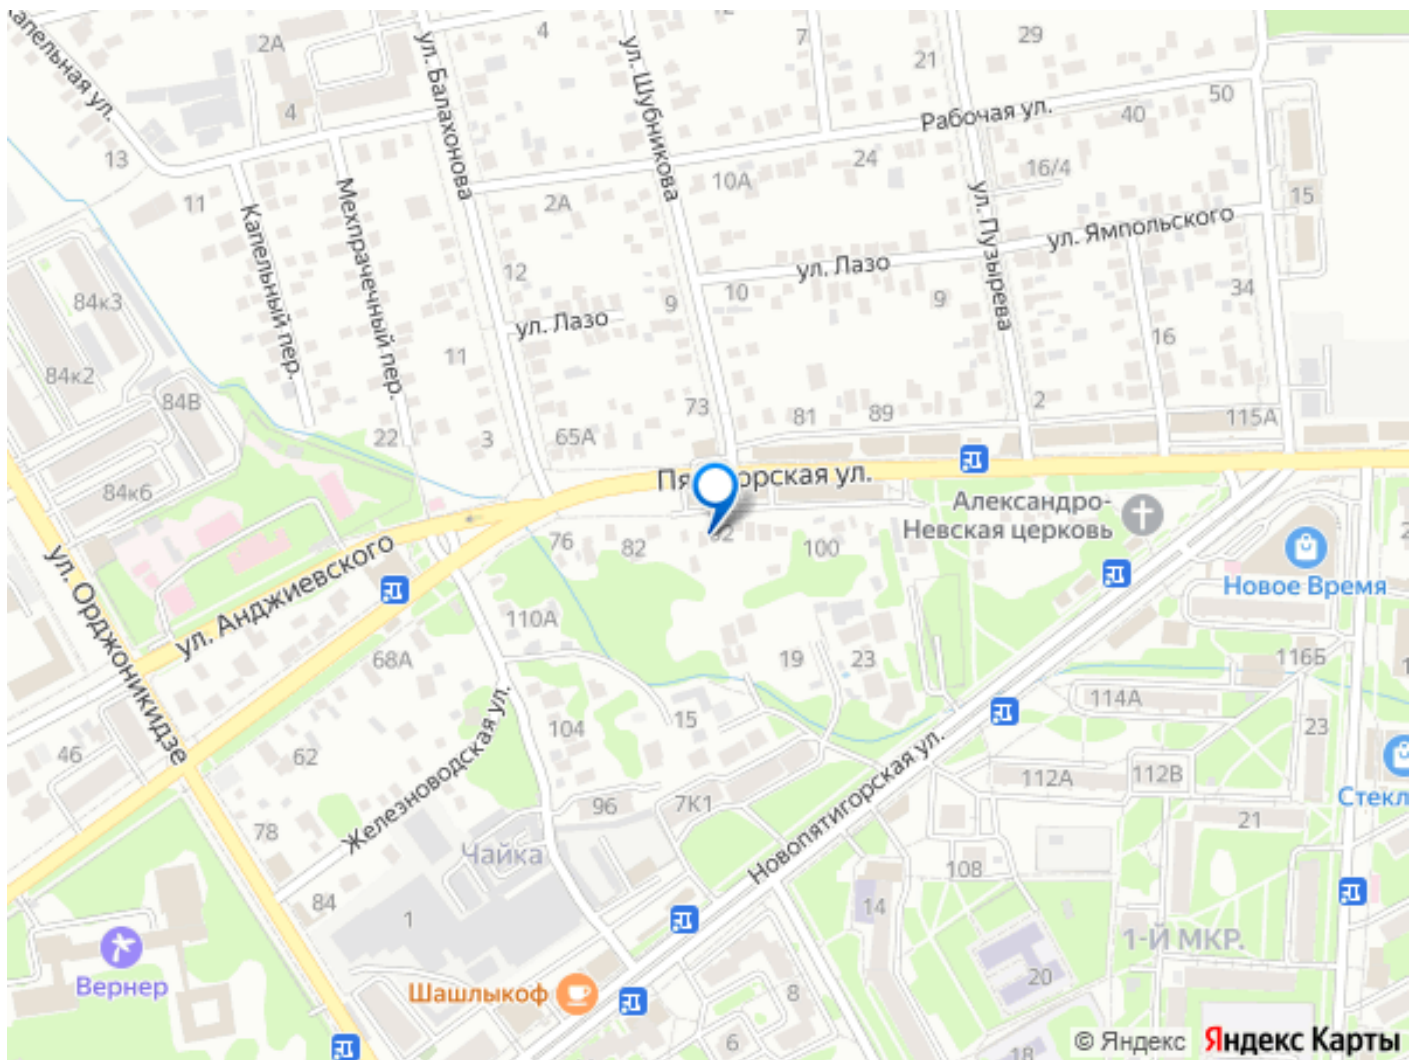 Капельная ул.
2А
4
ул. Балахонова
4
ул. Шубникова
12
7
21
29
Рабочая ул.
50
40
13
24
16/4
10А
11
2А
15
Капельный пер.
Мехпрачечный пер.
ул. Пузырева
ул. Ямпольского
ул. Лазо
12
34
84к3
9
10
9
ул. Лазо
16
11
84к2
84В
73
81
89
2
115А
22
3
65А
84к6
Пятигорская ул.
Александро-
Невская церковь
76
82
92
100
Новое Время
ул. Анджиевского
ул. Орджоникидзе
110А
68А
19
23
116Б
114А
15
104
23
46
62
112А
112В
Стекл
96
7К1
21
78
Железноводская ул.
Чайка
Новопятигорская ул.
108
84
1
14
1-Й МКР.
20
Вернер
Шашлыкоф
8
6
18
© Яндекс
Яндекс Карты